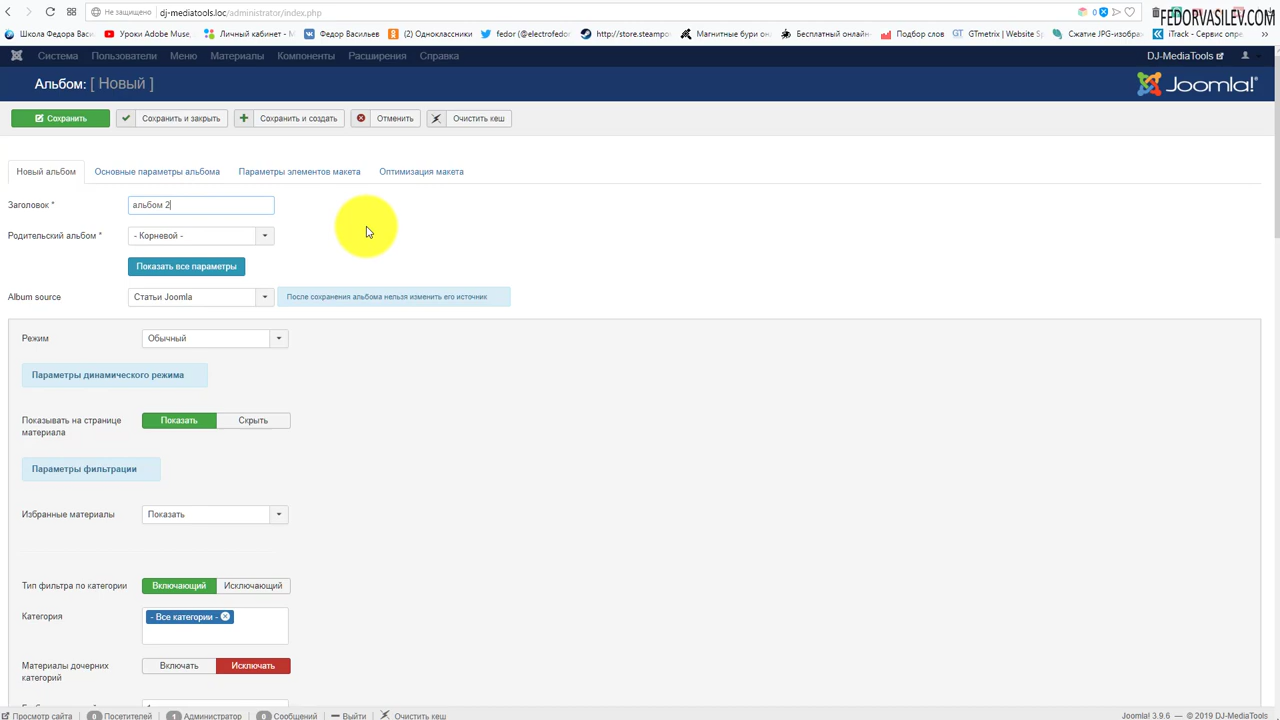 Не защищено dj-mediatools.loc/administrator/index.php
FEDORVASILEV.COM
Школа Федора Васи. Уроки Adobe Muse, Личный кабинет - М Федор Васильев (2) Одноклассники fedor (@electrofedor http://store.steampo Магнитные бури он Бесплатный онлайн Подбор слов GTmetrix | Website S Сжатие JPG-изобра iTrack - Сервис опре.
Система Пользователи Меню Материалы Компоненты Расширения Справка DJ-MediaTools
Альбом: [ Новый ] Joomla!
Сохранить Сохранить и закрыть Сохранить и создать Отменить Очистить кеш
Новый альбом Основные параметры альбома Параметры элементов макета Оптимизация макета
Заголовок * альбом 2
Родительский альбом * - Корневой -
Показать все параметры
Album source Статьи Joomla После сохранения альбома нельзя изменить его источник
Режим Обычный
Параметры динамического режима
Показывать на странице материала Показать Скрыть
Параметры фильтрации
Избранные материалы Показать
Тип фильтра по категории Включающий Исключающий
Категория - Все категории -
Материалы дочерних категорий Включать Исключать
Просмотр сайта 0 Посетителей 1 Администратор 0 Сообщений Выйти Очистить кеш Joomla! 3.9.6 — © 2019 DJ-MediaTools